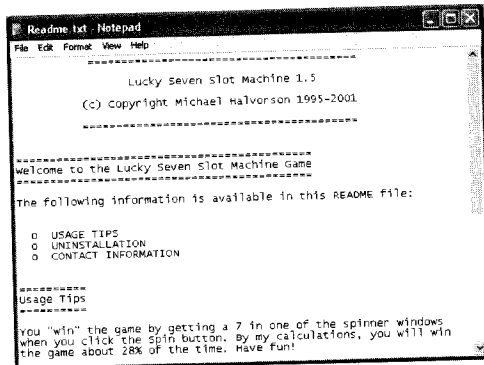 Readme.txt - Notepad
File Edit Format View Help
=======================================
Lucky Seven Slot Machine 1.5
(c) Copyright Michael Halvorson 1995-2001
=======================================
===========================================
Welcome to the Lucky Seven Slot Machine Game
===========================================
The following information is available in this README file:
o USAGE TIPS
o UNINSTALLATION
o CONTACT INFORMATION
==========
Usage Tips
==========
You "win" the game by getting a 7 in one of the spinner windows
when you click the Spin button. By my calculations, you will win
the game about 28% of the time. Have fun!